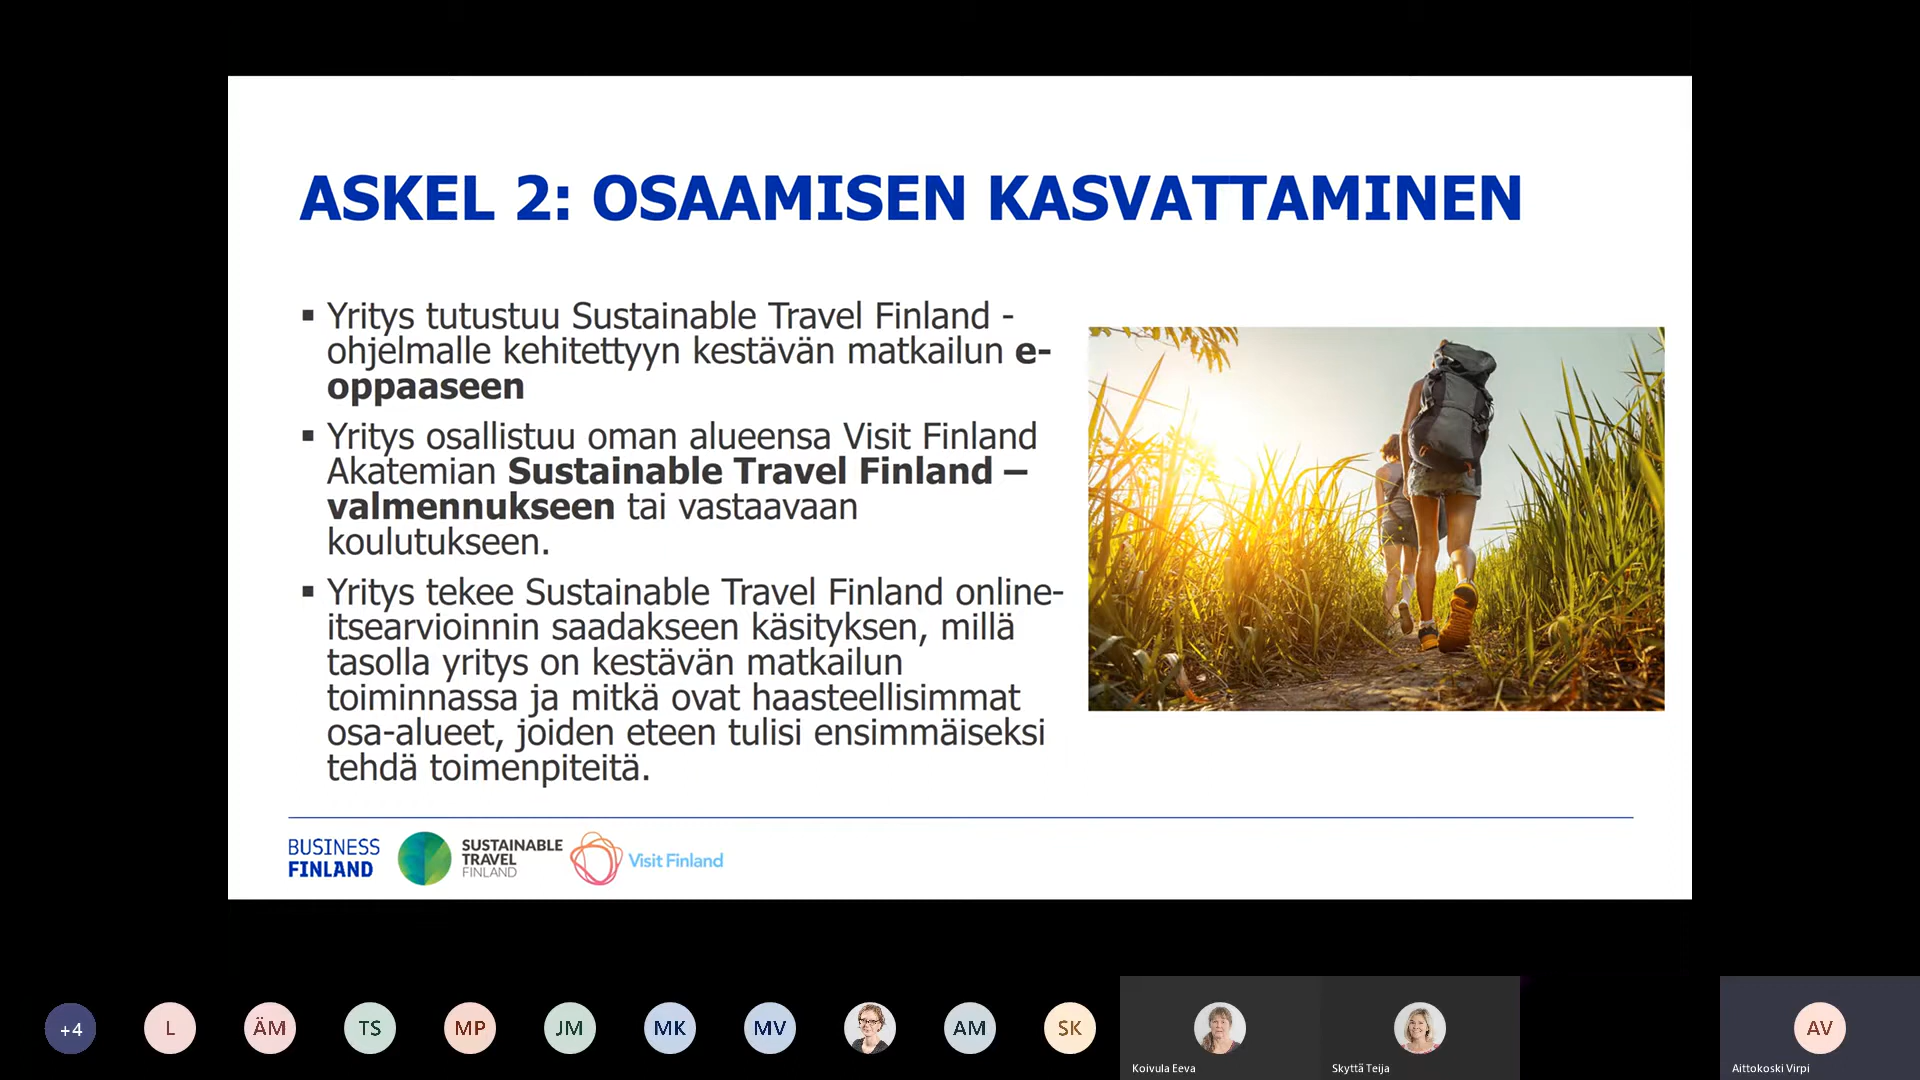 ASKEL 2: OSAAMISEN KASVATTAMINEN
▪ Yritys tutustuu Sustainable Travel Finland -
ohjelmalle kehitettyyn kestävän matkailun e-
oppaaseen
▪ Yritys osallistuu oman alueensa Visit Finland
Akatemian Sustainable Travel Finland –
valmennukseen tai vastaavaan
koulutukseen.
▪ Yritys tekee Sustainable Travel Finland online-
itsearvioinnin saadakseen käsityksen, millä
tasolla yritys on kestävän matkailun
toiminnassa ja mitkä ovat haasteellisimmat
osa-alueet, joiden eteen tulisi ensimmäiseksi
tehdä toimenpiteitä.
BUSINESS
FINLAND
SUSTAINABLE
TRAVEL
FINLAND
Visit Finland
+4
L
ÄM
TS
MP
JM
MK
MV
AM
SK
Koivula Eeva
Skyttä Teija
AV
Aittokoski Virpi